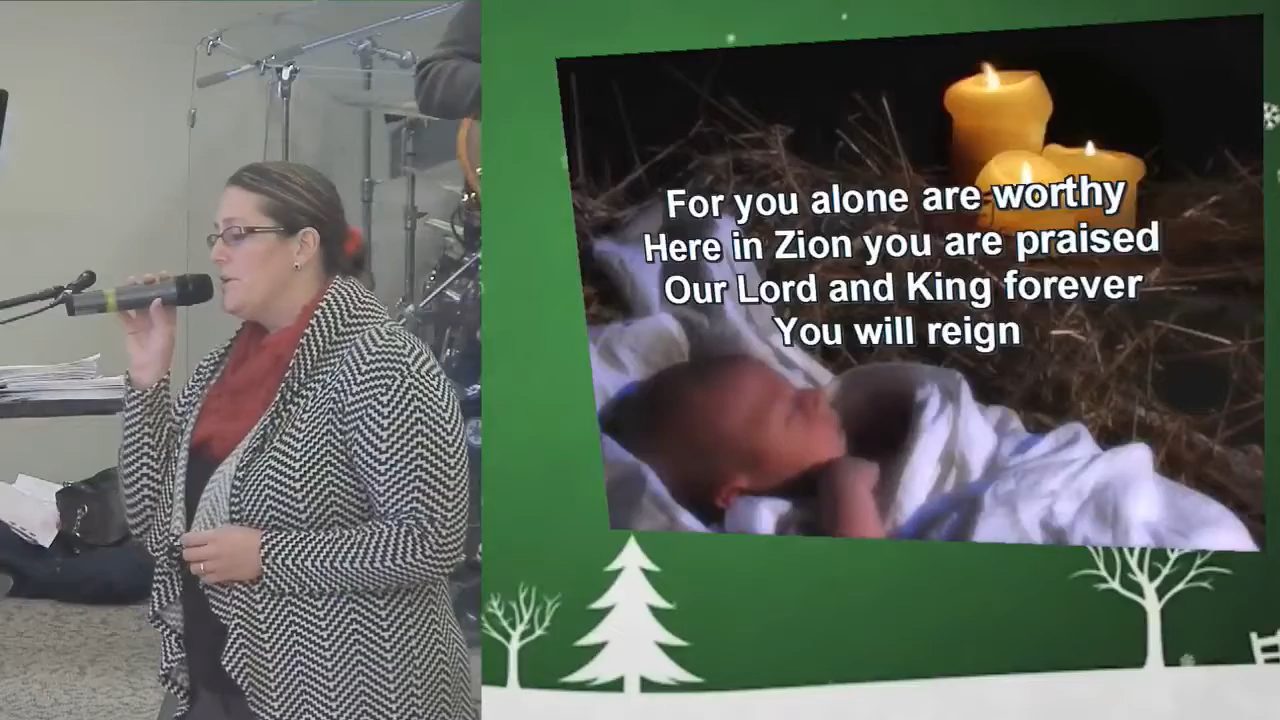 For you alone are worthy
Here in Zion you are praised
Our Lord and King forever
You will reign